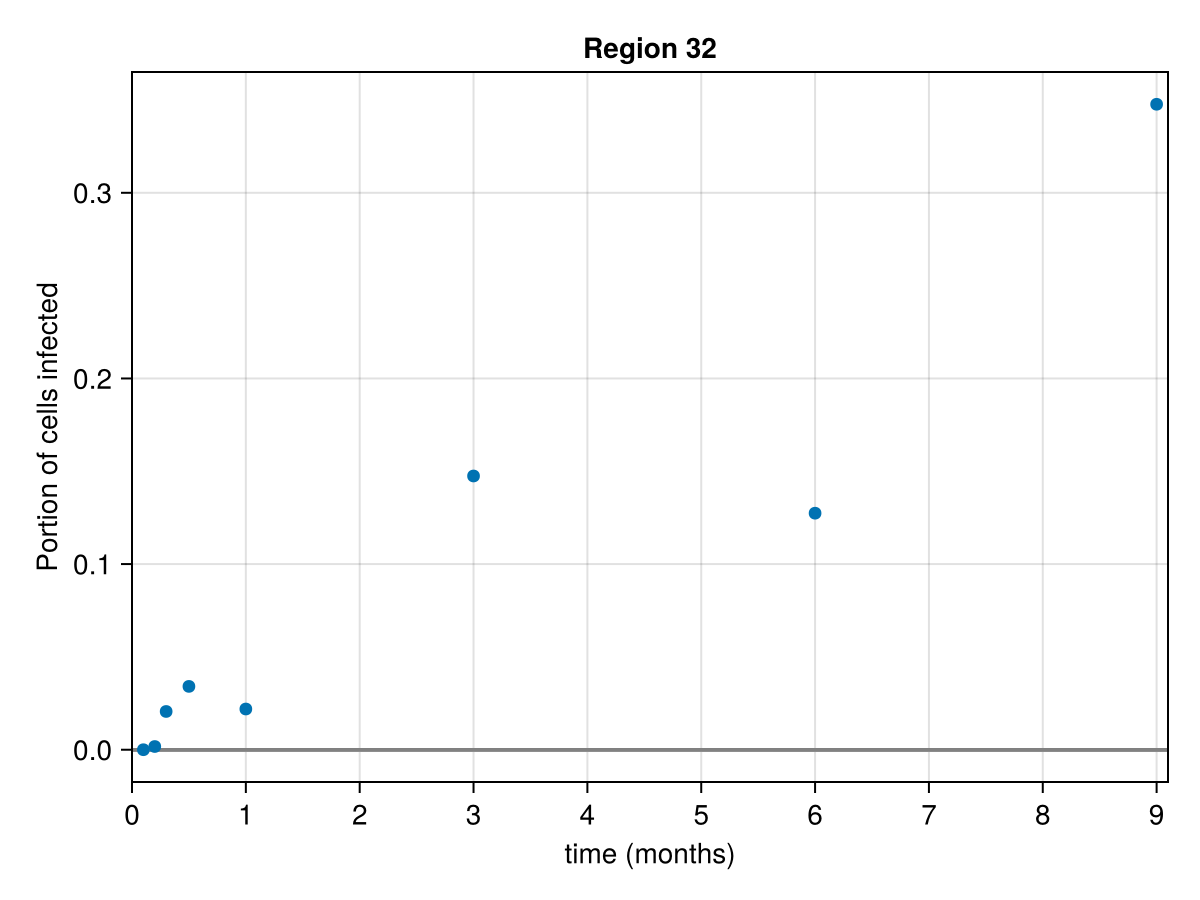 Region 32
Portion of cells infected
0.3
0.2
0.1
0.0
0 1 2 3 4 5 6 7 8 9
time (months)